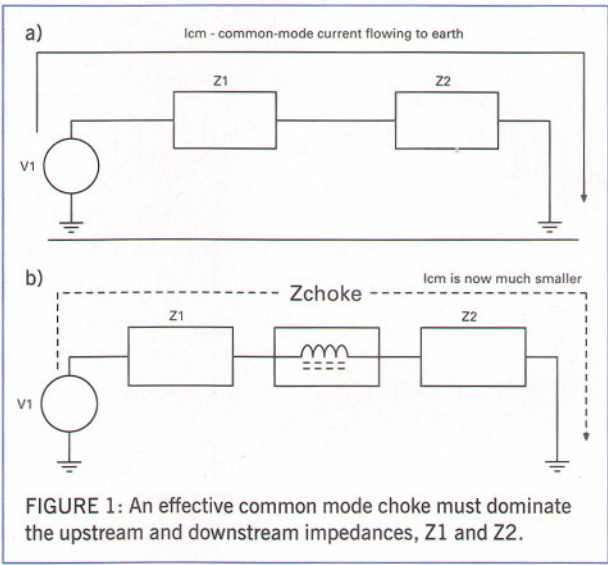 a)
Icm - common-mode current flowing to earth
Z1
Z2
V1
b)
Icm is now much smaller
Zchoke
Z1
Z2
V1
FIGURE 1: An effective common mode choke must dominate
the upstream and downstream impedances, Z1 and Z2.